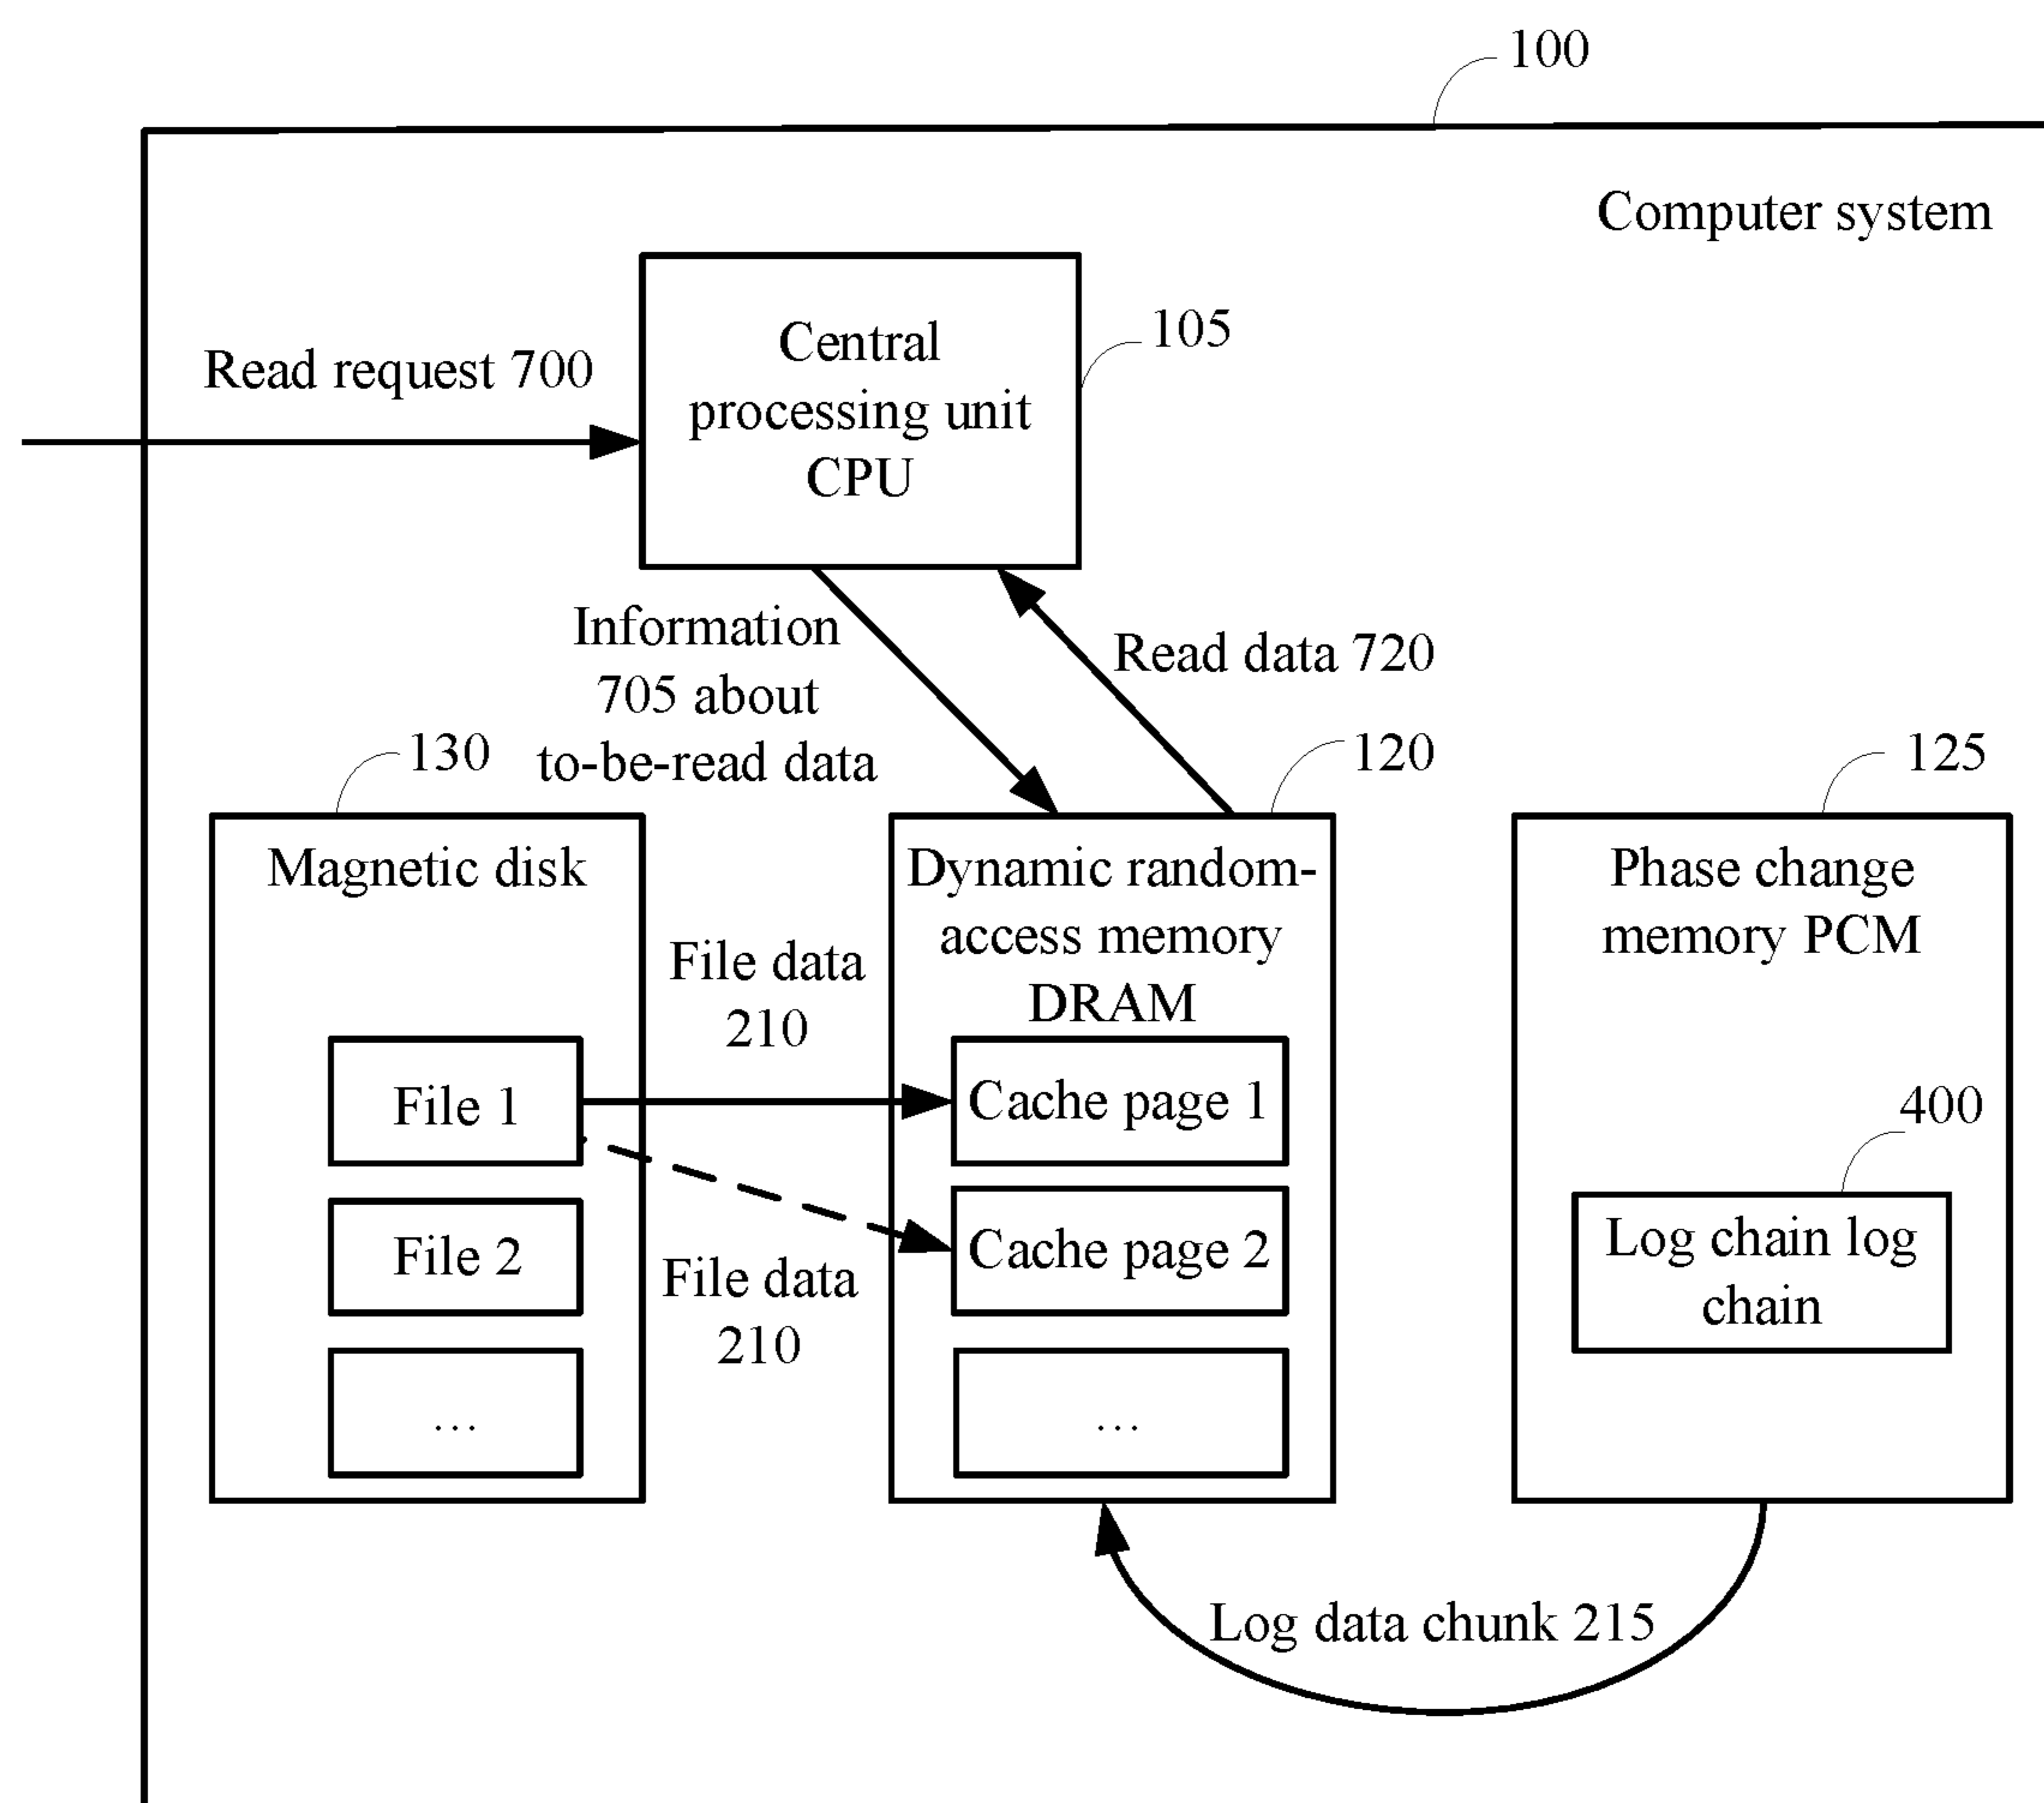 100
Computer system
Central
processing unit
CPU
105
Read request 700
Information
705 about
to-be-read data
Read data 720
130
120
125
Magnetic disk
File 1
File 2
...
File data
210
File data
210
Dynamic random-
access memory
DRAM
Cache page 1
Cache page 2
...
Phase change
memory PCM
400
Log chain log
chain
Log data chunk 215